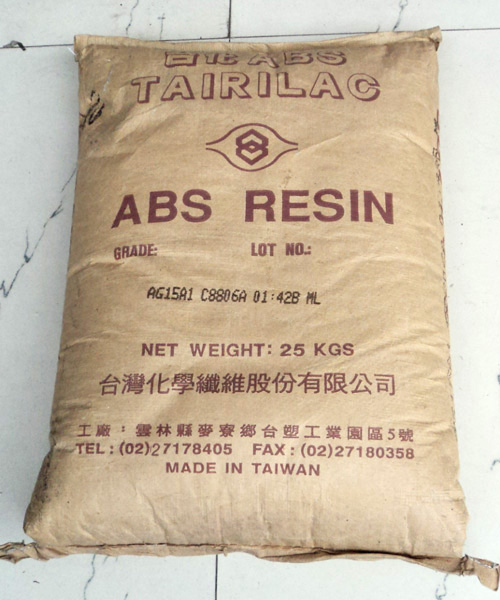 台化ABS
TAIRILAC
ABS RESIN
GRADE: LOT NO.:
AG15A1 C8806A 01:42B ML
NET WEIGHT: 25 KGS
台灣化學纖維股份有限公司
工廠：雲林縣麥寮鄉台塑工業園區5號
TEL：(02)27178405 FAX：(02)27180358
MADE IN TAIWAN